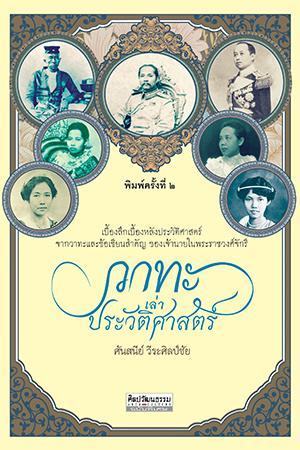 พิมพ์ครั้งที่ ๒
เบื้องลึกเบื้องหลังประวัติศาสตร์
จากวาทะและข้อเขียนสำคัญ ของเจ้านายในพระราชวงศ์จักรี
วาทะ
เล่า
ประวัติศาสตร์
ศันสนีย์ วีระศิลป์ชัย
ศิลปวัฒนธรรม